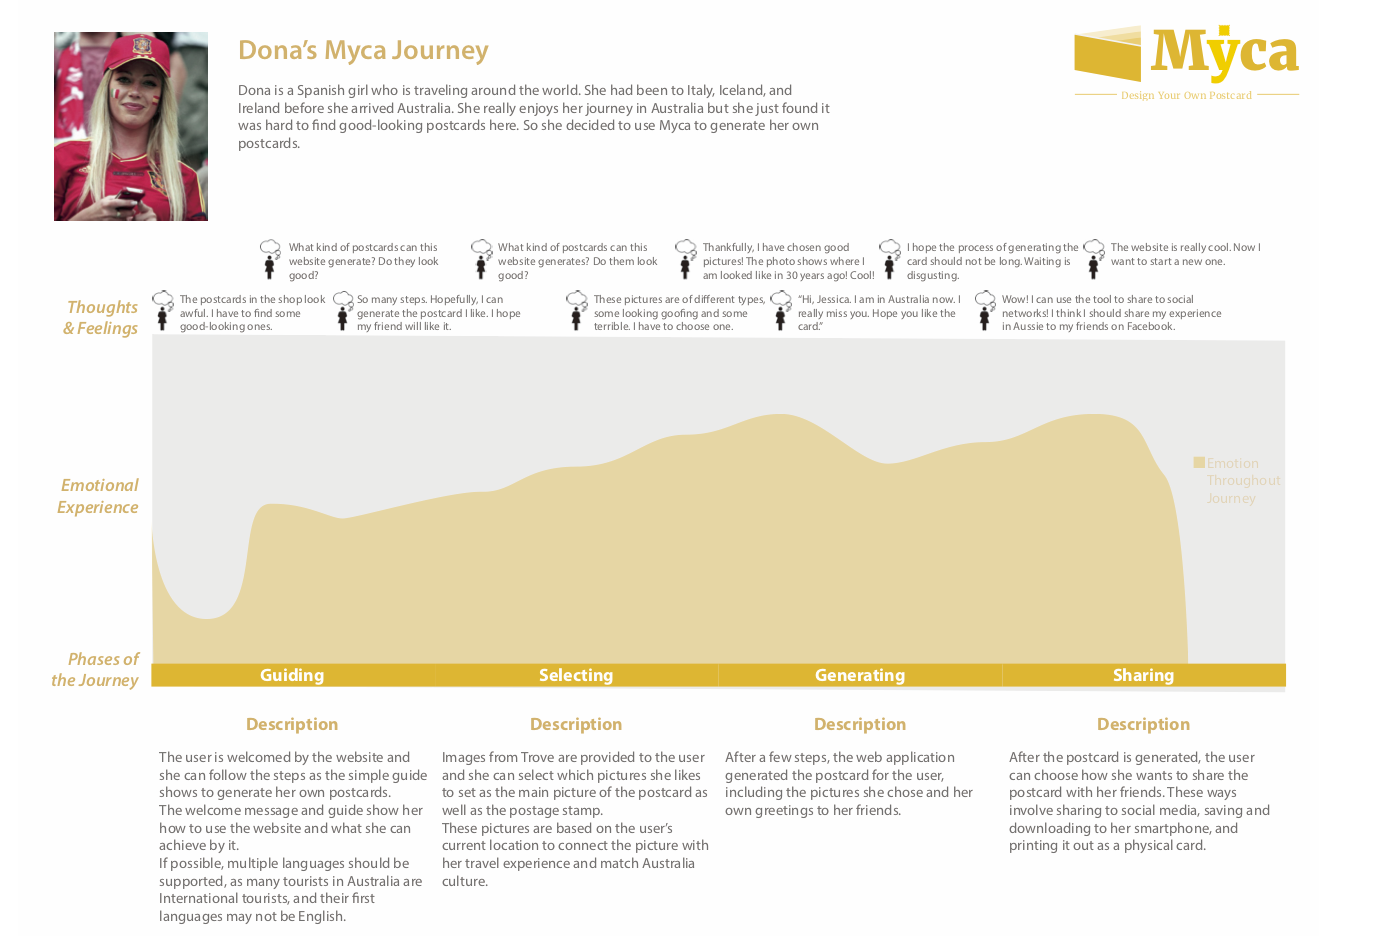 Dona’s Myca Journey
Dona is a Spanish girl who is traveling around the world. She had been to Italy, Iceland, and
Ireland before she arrived Australia. She really enjoys her journey in Australia but she just found it
was hard to find good-looking postcards here. So she decided to use Myca to generate her own
postcards.
Myca
Design Your Own Postcard
What kind of postcards can this
website generate? Do they look
good?
What kind of postcards can this
website generates? Do them look
good?
Thankfully, I have chosen good
pictures! The photo shows where I
am looked like in 30 years ago! Cool!
I hope the process of generating the
card should not be long. Waiting is
disgusting.
The website is really cool. Now I
want to start a new one.
Thoughts
& Feelings
The postcards in the shop look
awful. I have to find some
good-looking ones.
So many steps. Hopefully, I can
generate the postcard I like. I hope
my friend will like it.
These pictures are of different types,
some looking goofing and some
terrible. I have to choose one.
“Hi, Jessica. I am in Australia now. I
really miss you. Hope you like the
card.”
Wow! I can use the tool to share to social
networks! I think I should share my experience
in Aussie to my friends on Facebook.
Emotional
Experience
Emotion
Throughout
Journey
Phases of
the Journey
Guiding
Selecting
Generating
Sharing
Description
The user is welcomed by the website and
she can follow the steps as the simple guide
shows to generate her own postcards.
The welcome message and guide show her
how to use the website and what she can
achieve by it.
If possible, multiple languages should be
supported, as many tourists in Australia are
International tourists, and their first
languages may not be English.
Description
Images from Trove are provided to the user
and she can select which pictures she likes
to set as the main picture of the postcard as
well as the postage stamp.
These pictures are based on the user’s
current location to connect the picture with
her travel experience and match Australia
culture.
Description
After a few steps, the web application
generated the postcard for the user,
including the pictures she chose and her
own greetings to her friends.
Description
After the postcard is generated, the user
can choose how she wants to share the
postcard with her friends. These ways
involve sharing to social media, saving and
downloading to her smartphone, and
printing it out as a physical card.